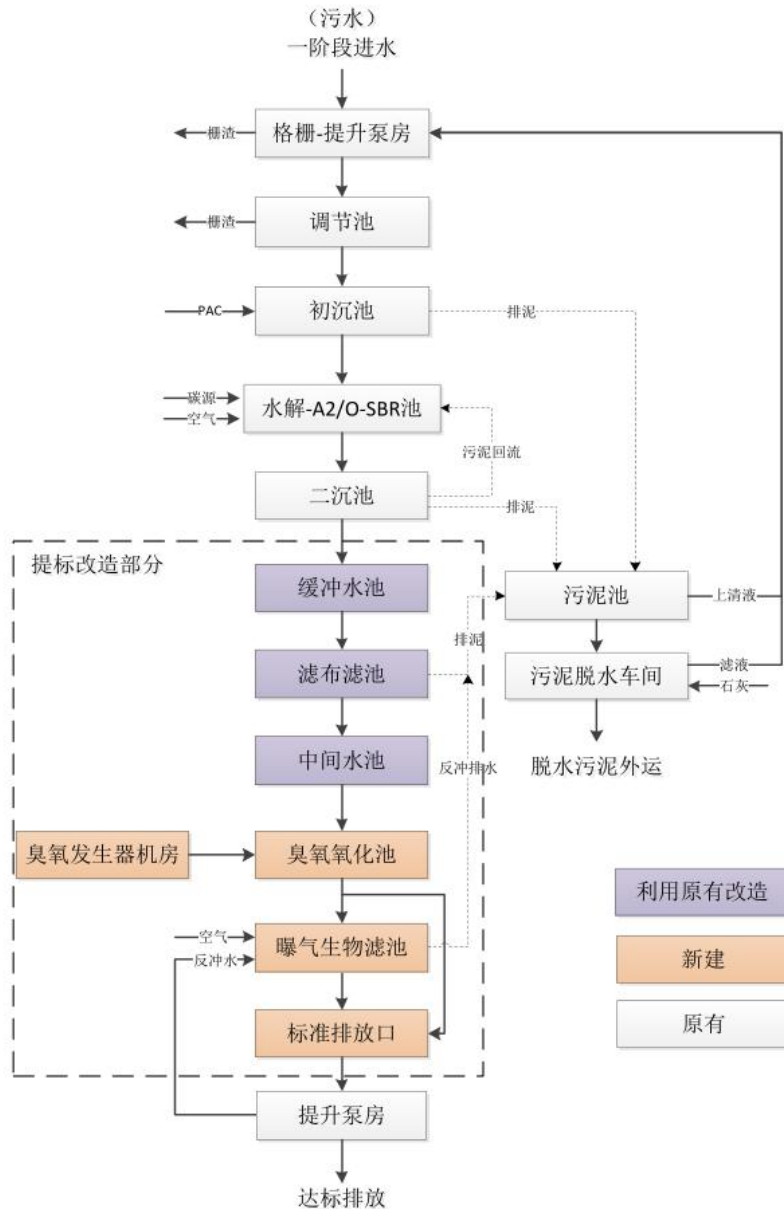 （污水）
一阶段进水
栅渣
格栅-提升泵房
栅渣
调节池
PAC
初沉池
排泥
碳源
空气
水解-A2/O-SBR池
污泥回流
二沉池
排泥
提标改造部分
缓冲水池
污泥池
上清液
排泥
滤布滤池
污泥脱水车间
滤液
石灰
中间水池
反冲排水
脱水污泥外运
臭氧发生器机房
臭氧氧化池
利用原有改造
空气
反冲水
曝气生物滤池
新建
标准排放口
原有
提升泵房
达标排放